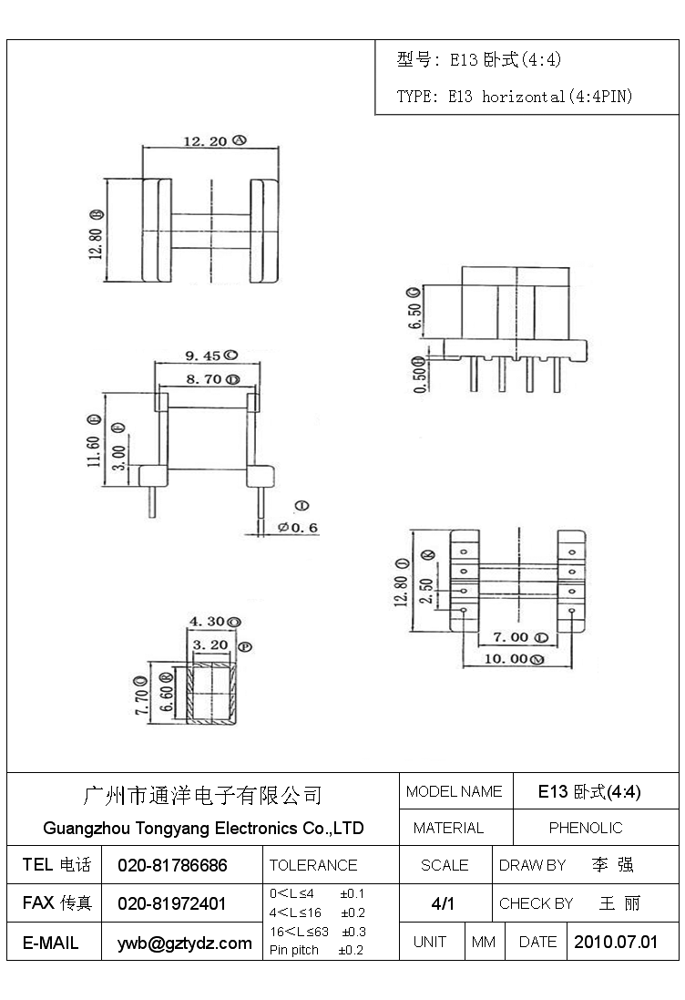 型号: E13 卧式(4:4)
TYPE: E13 horizontal(4:4PIN)
12.20 Ⓐ
12.80 Ⓑ
6.50 Ⓖ
0.50 Ⓗ
9.45 Ⓒ
8.70 Ⓓ
11.60 Ⓔ
3.00 Ⓕ
Ⓘ
Ø0.6
12.80 Ⓙ
2.50 Ⓚ
7.00 Ⓛ
10.00 Ⓜ
4.30 Ⓞ
3.20 Ⓟ
7.70
6.60 Ⓡ
广州市通洋电子有限公司
Guangzhou Tongyang Electronics Co.,LTD
MODEL NAME E13 卧式(4:4)
MATERIAL PHENOLIC
TEL 电话 020-81786686 TOLERANCE SCALE DRAW BY 李 强
FAX 传真 020-81972401 4/1 CHECK BY 王 丽
0<L≤4 ±0.1
4<L≤16 ±0.2
16<L≤63 ±0.3
Pin pitch ±0.2
E-MAIL ywb@gztydz.com UNIT MM DATE 2010.07.01